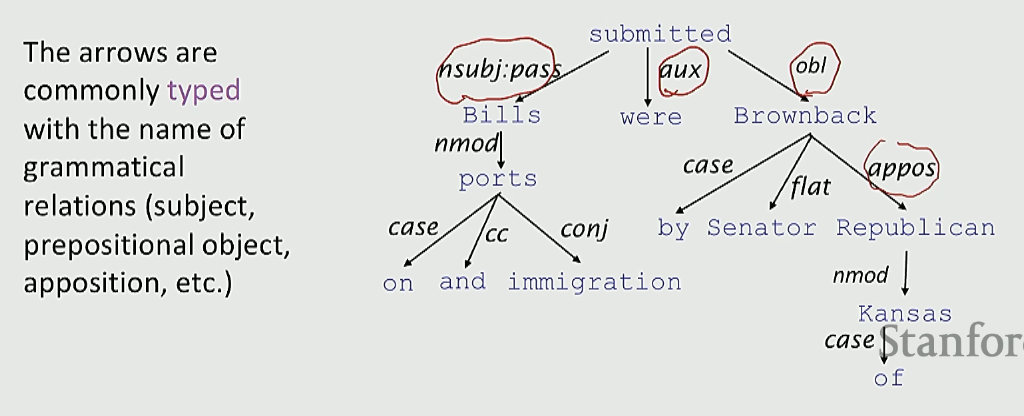 The arrows are
commonly typed
with the name of
grammatical
relations (subject,
prepositional object,
apposition, etc.)
submitted
nsubj:pass aux obl
Bills were Brownback
nmod case flat appos
ports by Senator Republican
case cc conj nmod
on and immigration Kansas
case Stanfor
of